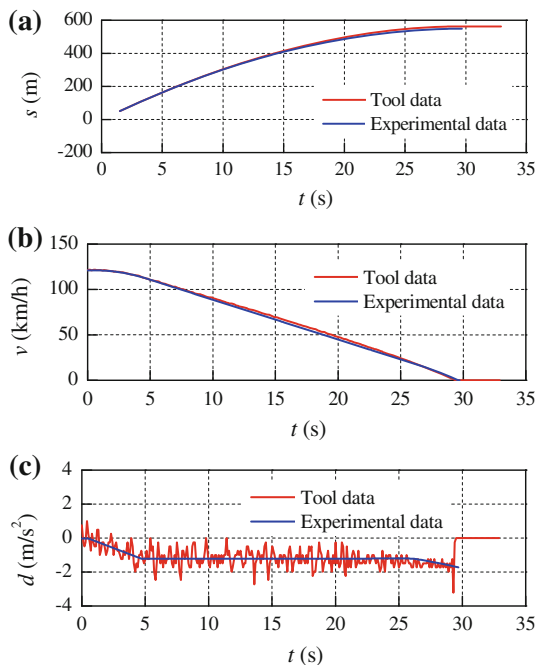 (a)
600
400
200
0
-200
s (m)
Tool data
Experimental data
0 5 10 15 20 25 30 35
t (s)
(b)
150
100
50
0
v (km/h)
Tool data
Experimental data
0 5 10 15 20 25 30 35
t (s)
(c)
4
2
0
-2
-4
d (m/s²)
Tool data
Experimental data
0 5 10 15 20 25 30 35
t (s)